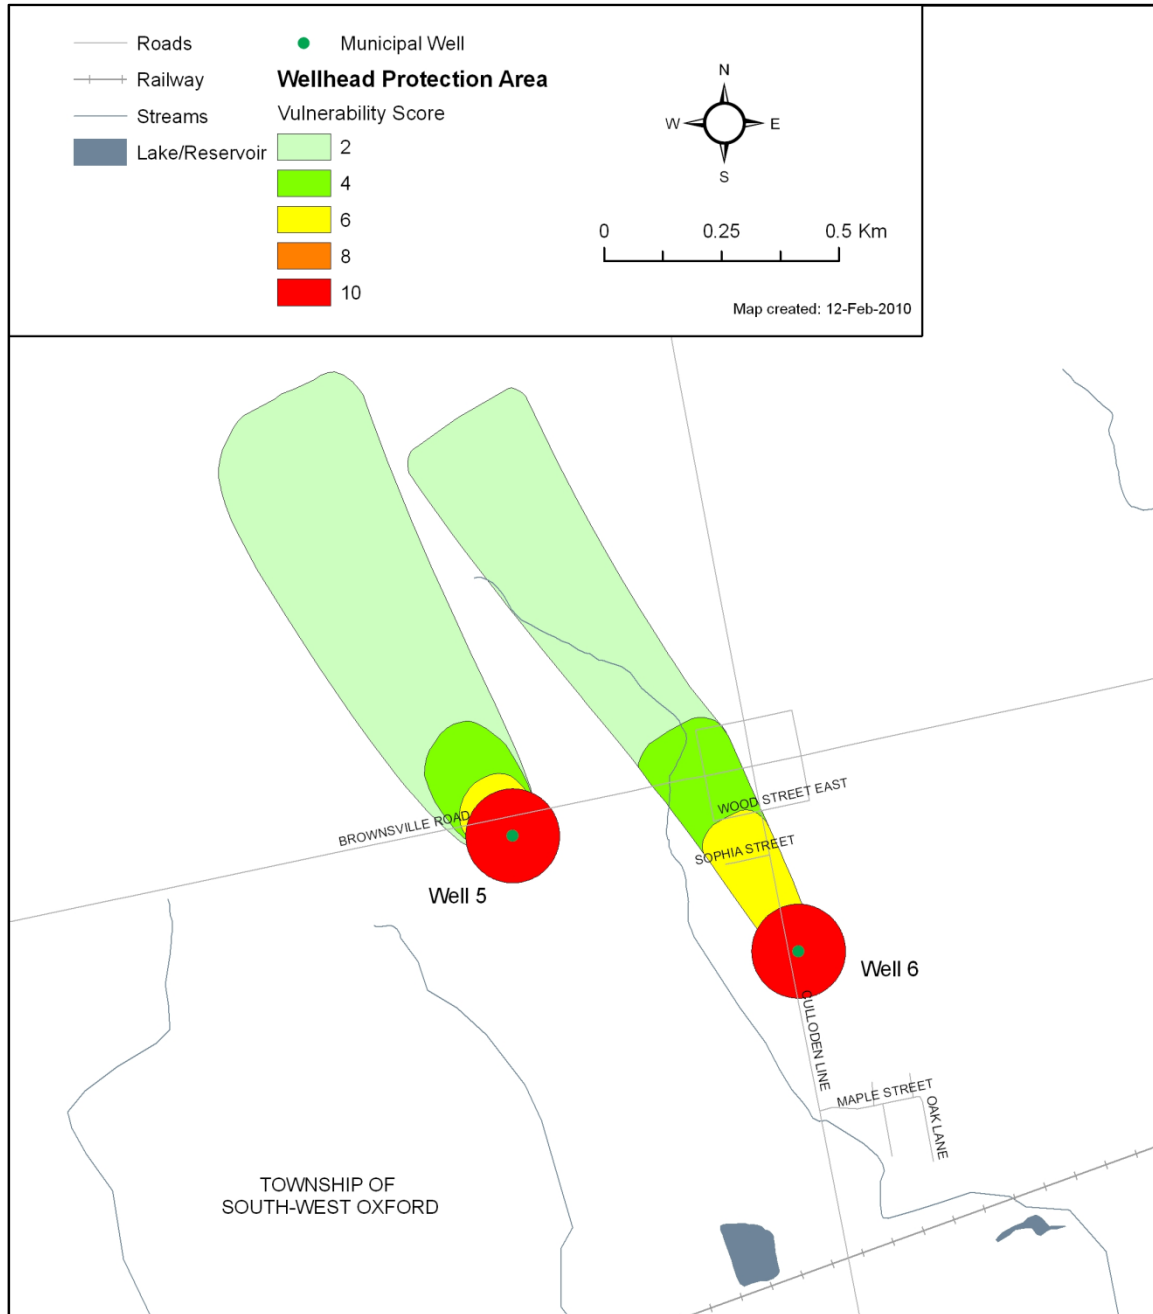 Roads
Railway
Streams
Lake/Reservoir
Municipal Well
Wellhead Protection Area
Vulnerability Score
2
4
6
8
10
N
W E
S
0 0.25 0.5 Km
Map created: 12-Feb-2010
WOOD STREET EAST
BROWNSVILLE ROAD
SOPHIA STREET
Well 5
Well 6
CULLODEN LINE
MAPLE STREET
OAK LANE
TOWNSHIP OF
SOUTH-WEST OXFORD